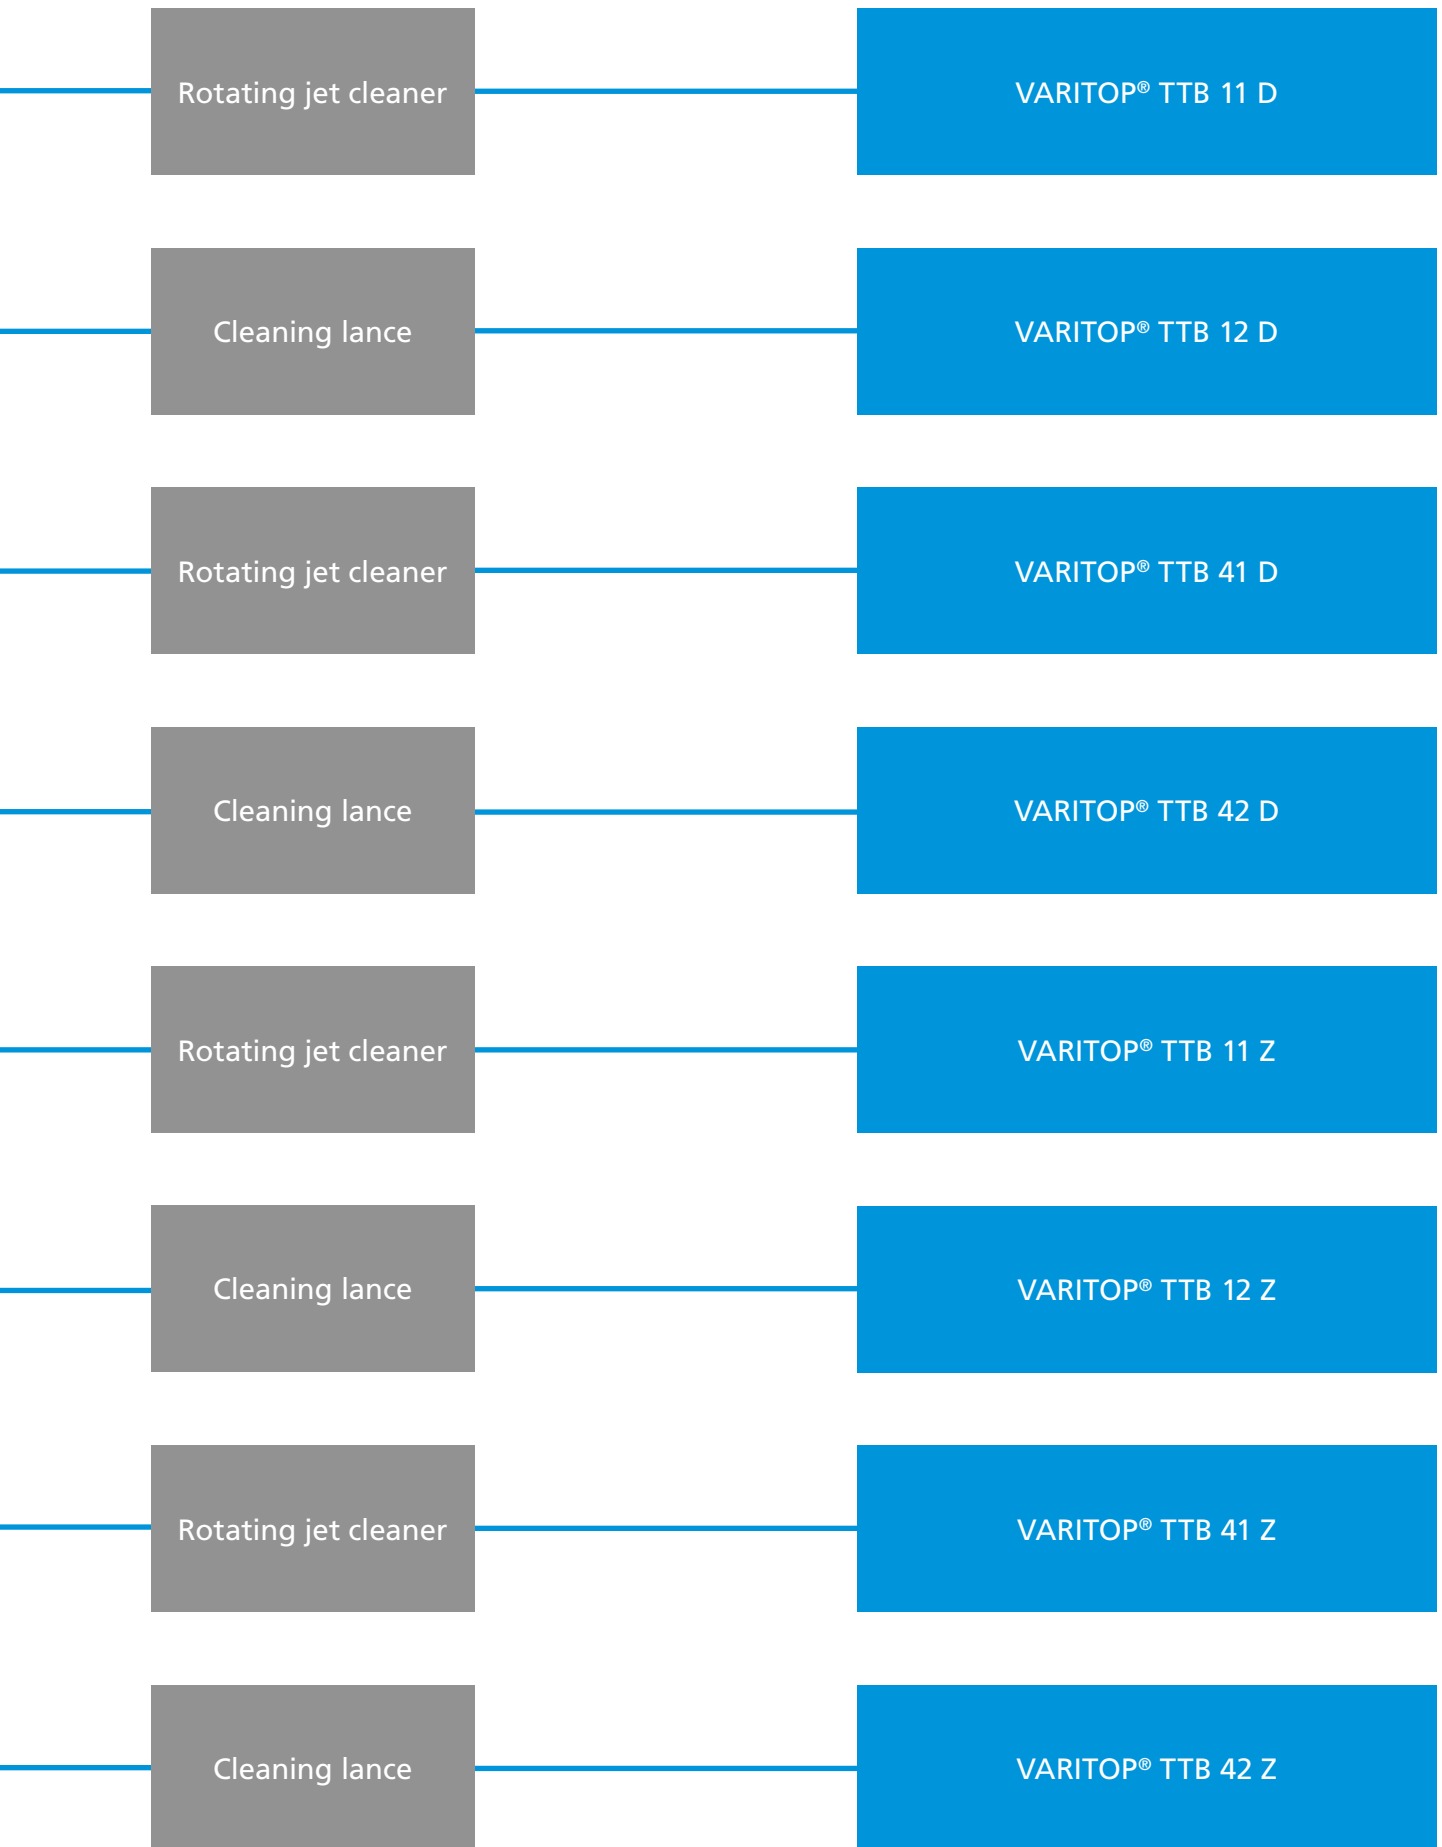 Rotating jet cleaner
VARITOP® TTB 11 D
Cleaning lance
VARITOP® TTB 12 D
Rotating jet cleaner
VARITOP® TTB 41 D
Cleaning lance
VARITOP® TTB 42 D
Rotating jet cleaner
VARITOP® TTB 11 Z
Cleaning lance
VARITOP® TTB 12 Z
Rotating jet cleaner
VARITOP® TTB 41 Z
Cleaning lance
VARITOP® TTB 42 Z